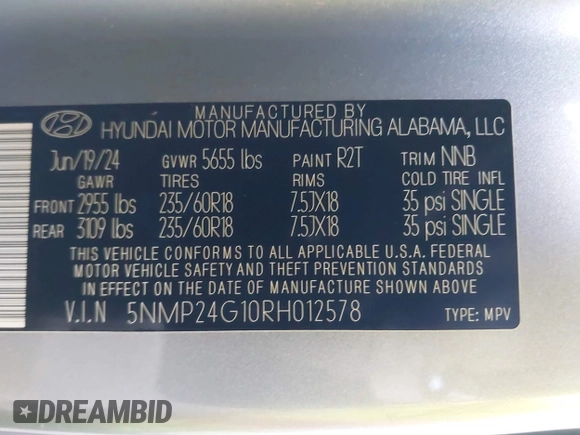 MANUFACTURED BY
HYUNDAI MOTOR MANUFACTURING ALABAMA, LLC
Jun/19/24 GVWR 5655 lbs PAINT R2T TRIM NNB
GAWR TIRES RIMS COLD TIRE INFL
FRONT 2955 lbs 235/60R18 7.5JX18 35 psi SINGLE
REAR 3109 lbs 235/60R18 7.5JX18 35 psi SINGLE
THIS VEHICLE CONFORMS TO ALL APPLICABLE U.S.A. FEDERAL
MOTOR VEHICLE SAFETY AND THEFT PREVENTION STANDARDS
IN EFFECT ON THE DATE OF MANUFACTURE SHOWN ABOVE
V.I.N 5NMP24G10RH012578 TYPE: MPV
DREAMBID